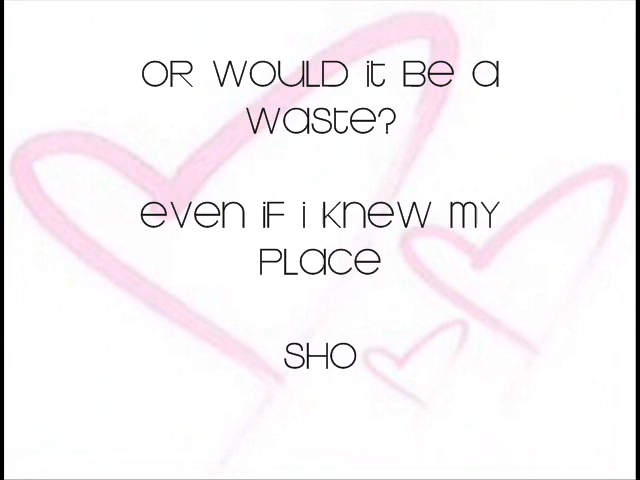 OR WOULD it Be a
Waste?
even iF i KNeW MY
PLace
SHO